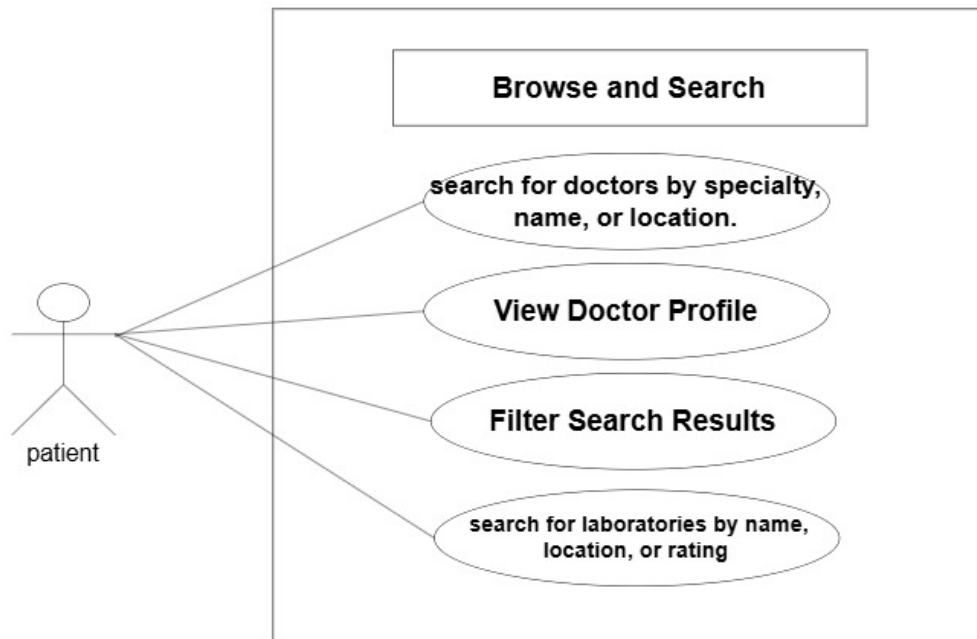 Browse and Search
search for doctors by specialty,
name, or location.
View Doctor Profile
Filter Search Results
patient
search for laboratories by name,
location, or rating